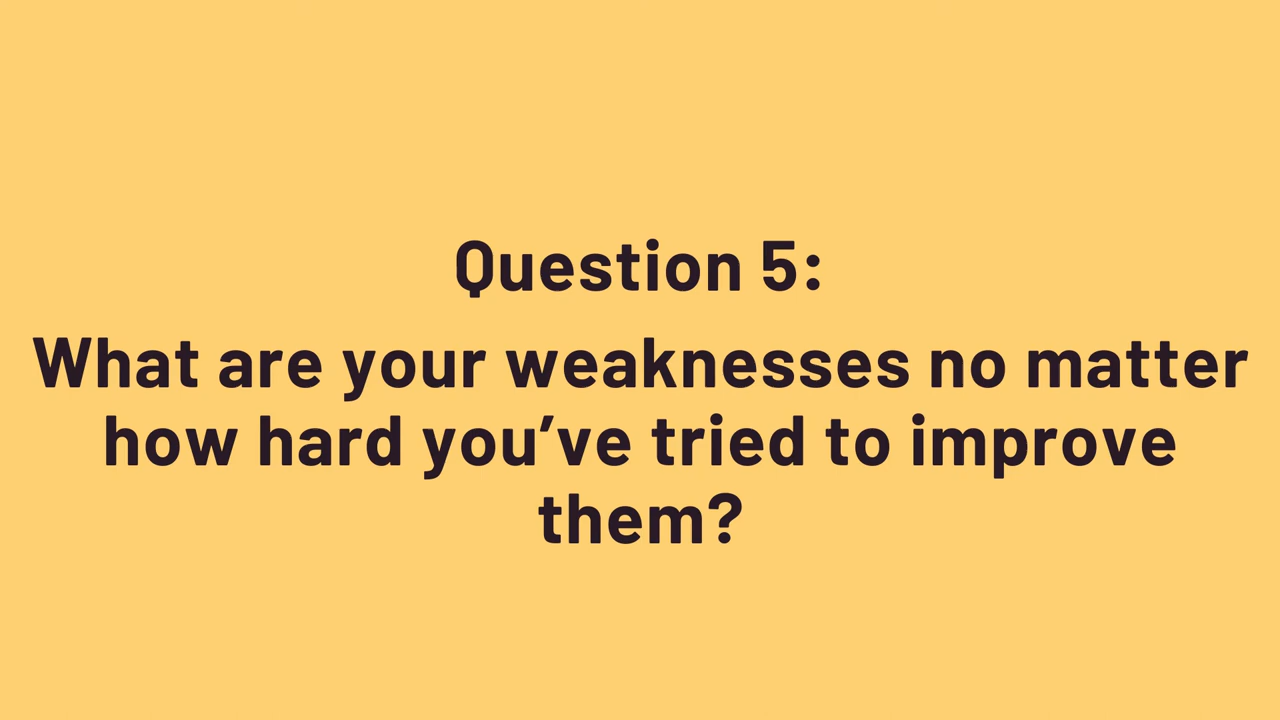 Question 5:
What are your weaknesses no matter
how hard you’ve tried to improve
them?